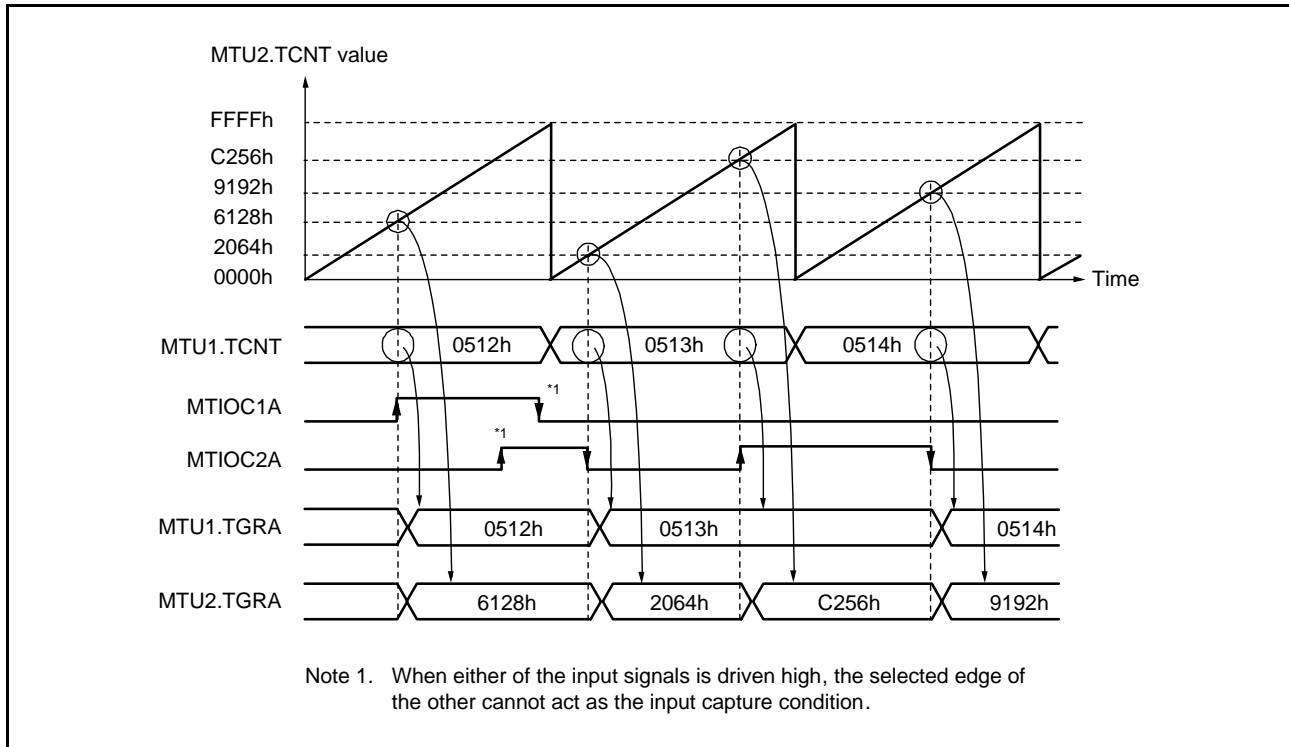 MTU2.TCNT value
FFFFh
C256h
9192h
6128h
2064h
0000h
Time
MTU1.TCNT 0512h 0513h 0514h
MTIOC1A *1
MTIOC2A *1
MTU1.TGRA 0512h 0513h 0514h
MTU2.TGRA 6128h 2064h C256h 9192h
Note 1. When either of the input signals is driven high, the selected edge of
the other cannot act as the input capture condition.